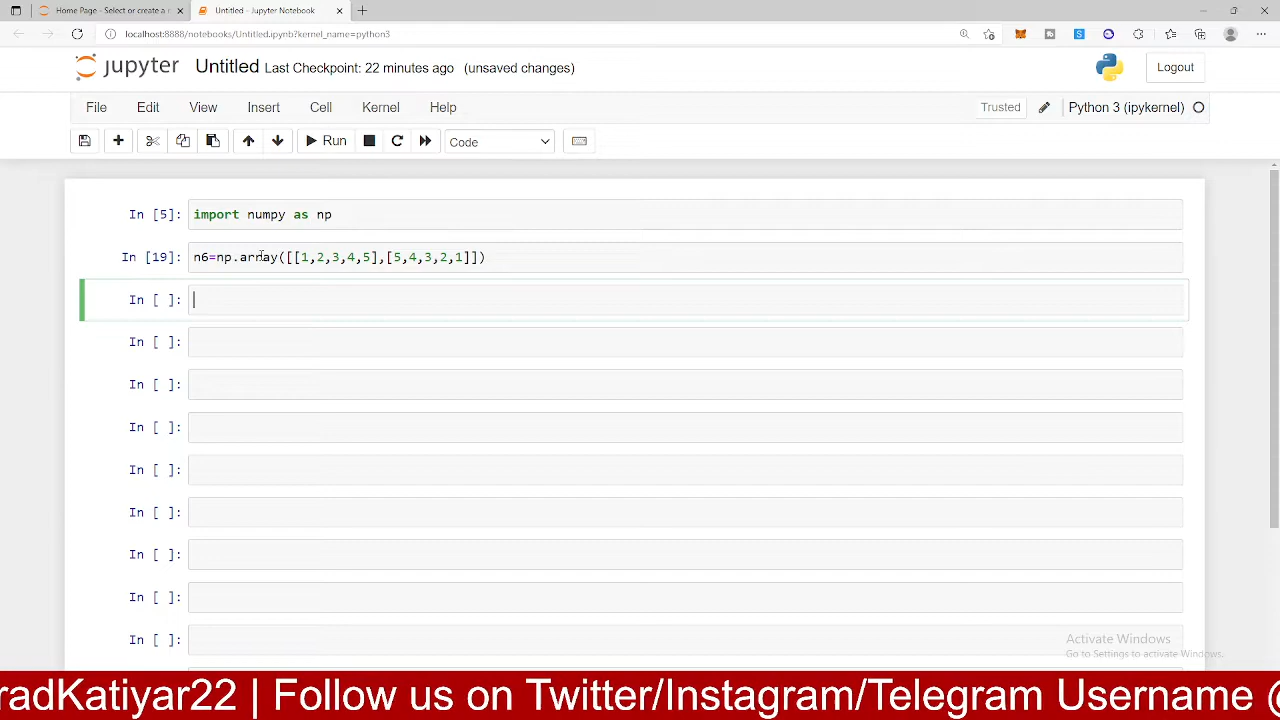 Home Page - Select or create a n
Untitled - Jupyter Notebook
localhost:8888/notebooks/Untitled.ipynb?kernel_name=python3
jupyter Untitled Last Checkpoint: 22 minutes ago (unsaved changes)
Logout
File Edit View Insert Cell Kernel Help
Trusted
Python 3 (ipykernel)
Run
Code
In [5]: import numpy as np
In [19]: n6=np.array([[1,2,3,4,5],[5,4,3,2,1]])
In [ ]:
In [ ]:
In [ ]:
In [ ]:
In [ ]:
In [ ]:
In [ ]:
In [ ]:
In [ ]:
Activate Windows
Go to Settings to activate Windows.
radKatiyar22 | Follow us on Twitter/Instagram/Telegram Username @